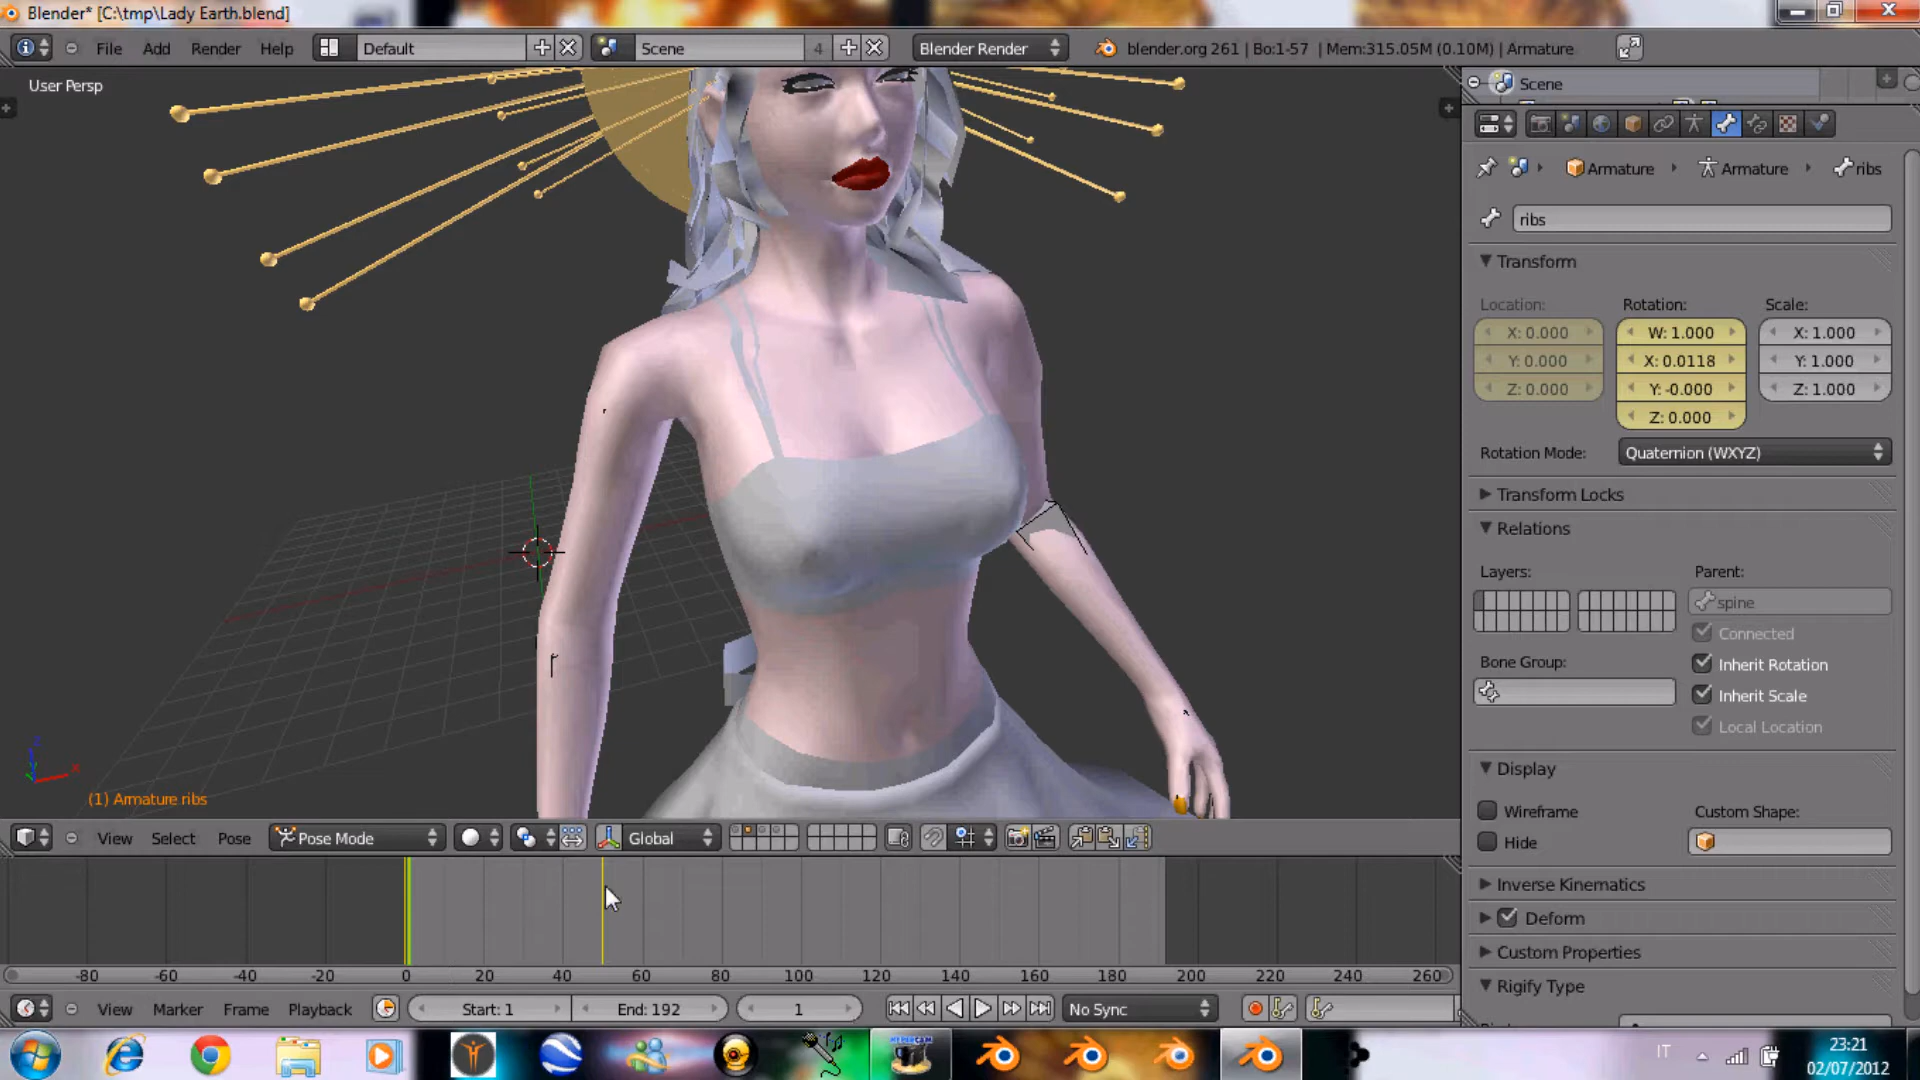 Blender* [C:\tmp\Lady Earth.blend]
File Add Render Help Default Scene 4 Blender Render blender.org 261 | Bo:1-57 | Mem:315.05M (0.10M) | Armature
User Persp
Scene
Armature Armature ribs
ribs
Transform
Location: Rotation: Scale:
X: 0.000 W: 1.000 X: 1.000
Y: 0.000 X: 0.0118 Y: 1.000
Z: 0.000 Y: -0.000 Z: 1.000
Z: 0.000
Rotation Mode: Quaternion (WXYZ)
Transform Locks
Relations
Layers: Parent:
spine
Connected
Bone Group: Inherit Rotation
Inherit Scale
Local Location
Display
Wireframe Custom Shape:
Hide
Inverse Kinematics
Deform
Custom Properties
Rigify Type
(1) Armature ribs
View Select Pose Pose Mode Global
-80 -60 -40 -20 0 20 40 60 80 100 120 140 160 180 200 220 240 260
View Marker Frame Playback Start: 1 End: 192 1 No Sync
HYPERCAM
IT 23:21
02/07/2012